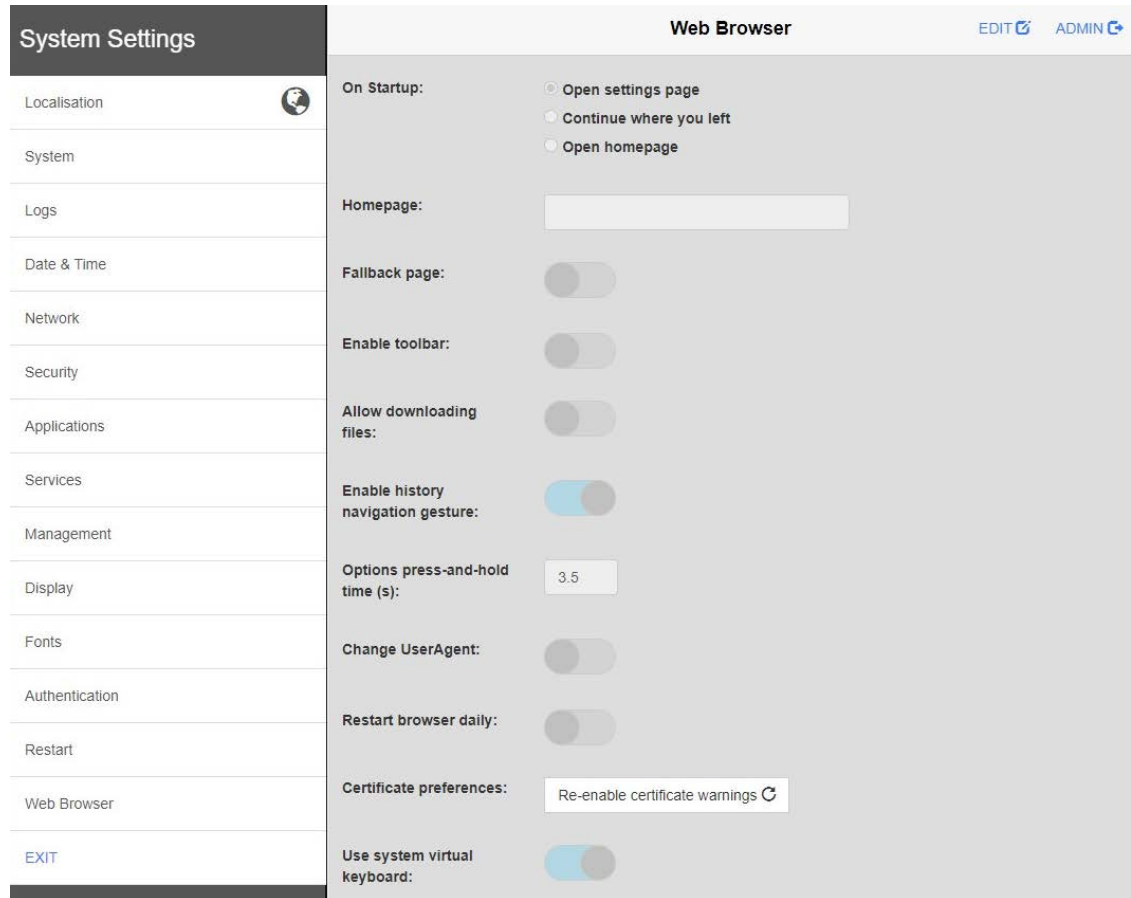 System Settings
Localisation
System
Logs
Date & Time
Network
Security
Applications
Services
Management
Display
Fonts
Authentication
Restart
Web Browser
EXIT
Web Browser
EDIT
ADMIN
On Startup:
Open settings page
Continue where you left
Open homepage
Homepage:
Fallback page:
Enable toolbar:
Allow downloading
files:
Enable history
navigation gesture:
Options press-and-hold
time (s):
3.5
Change UserAgent:
Restart browser daily:
Certificate preferences:
Re-enable certificate warnings
Use system virtual
keyboard: